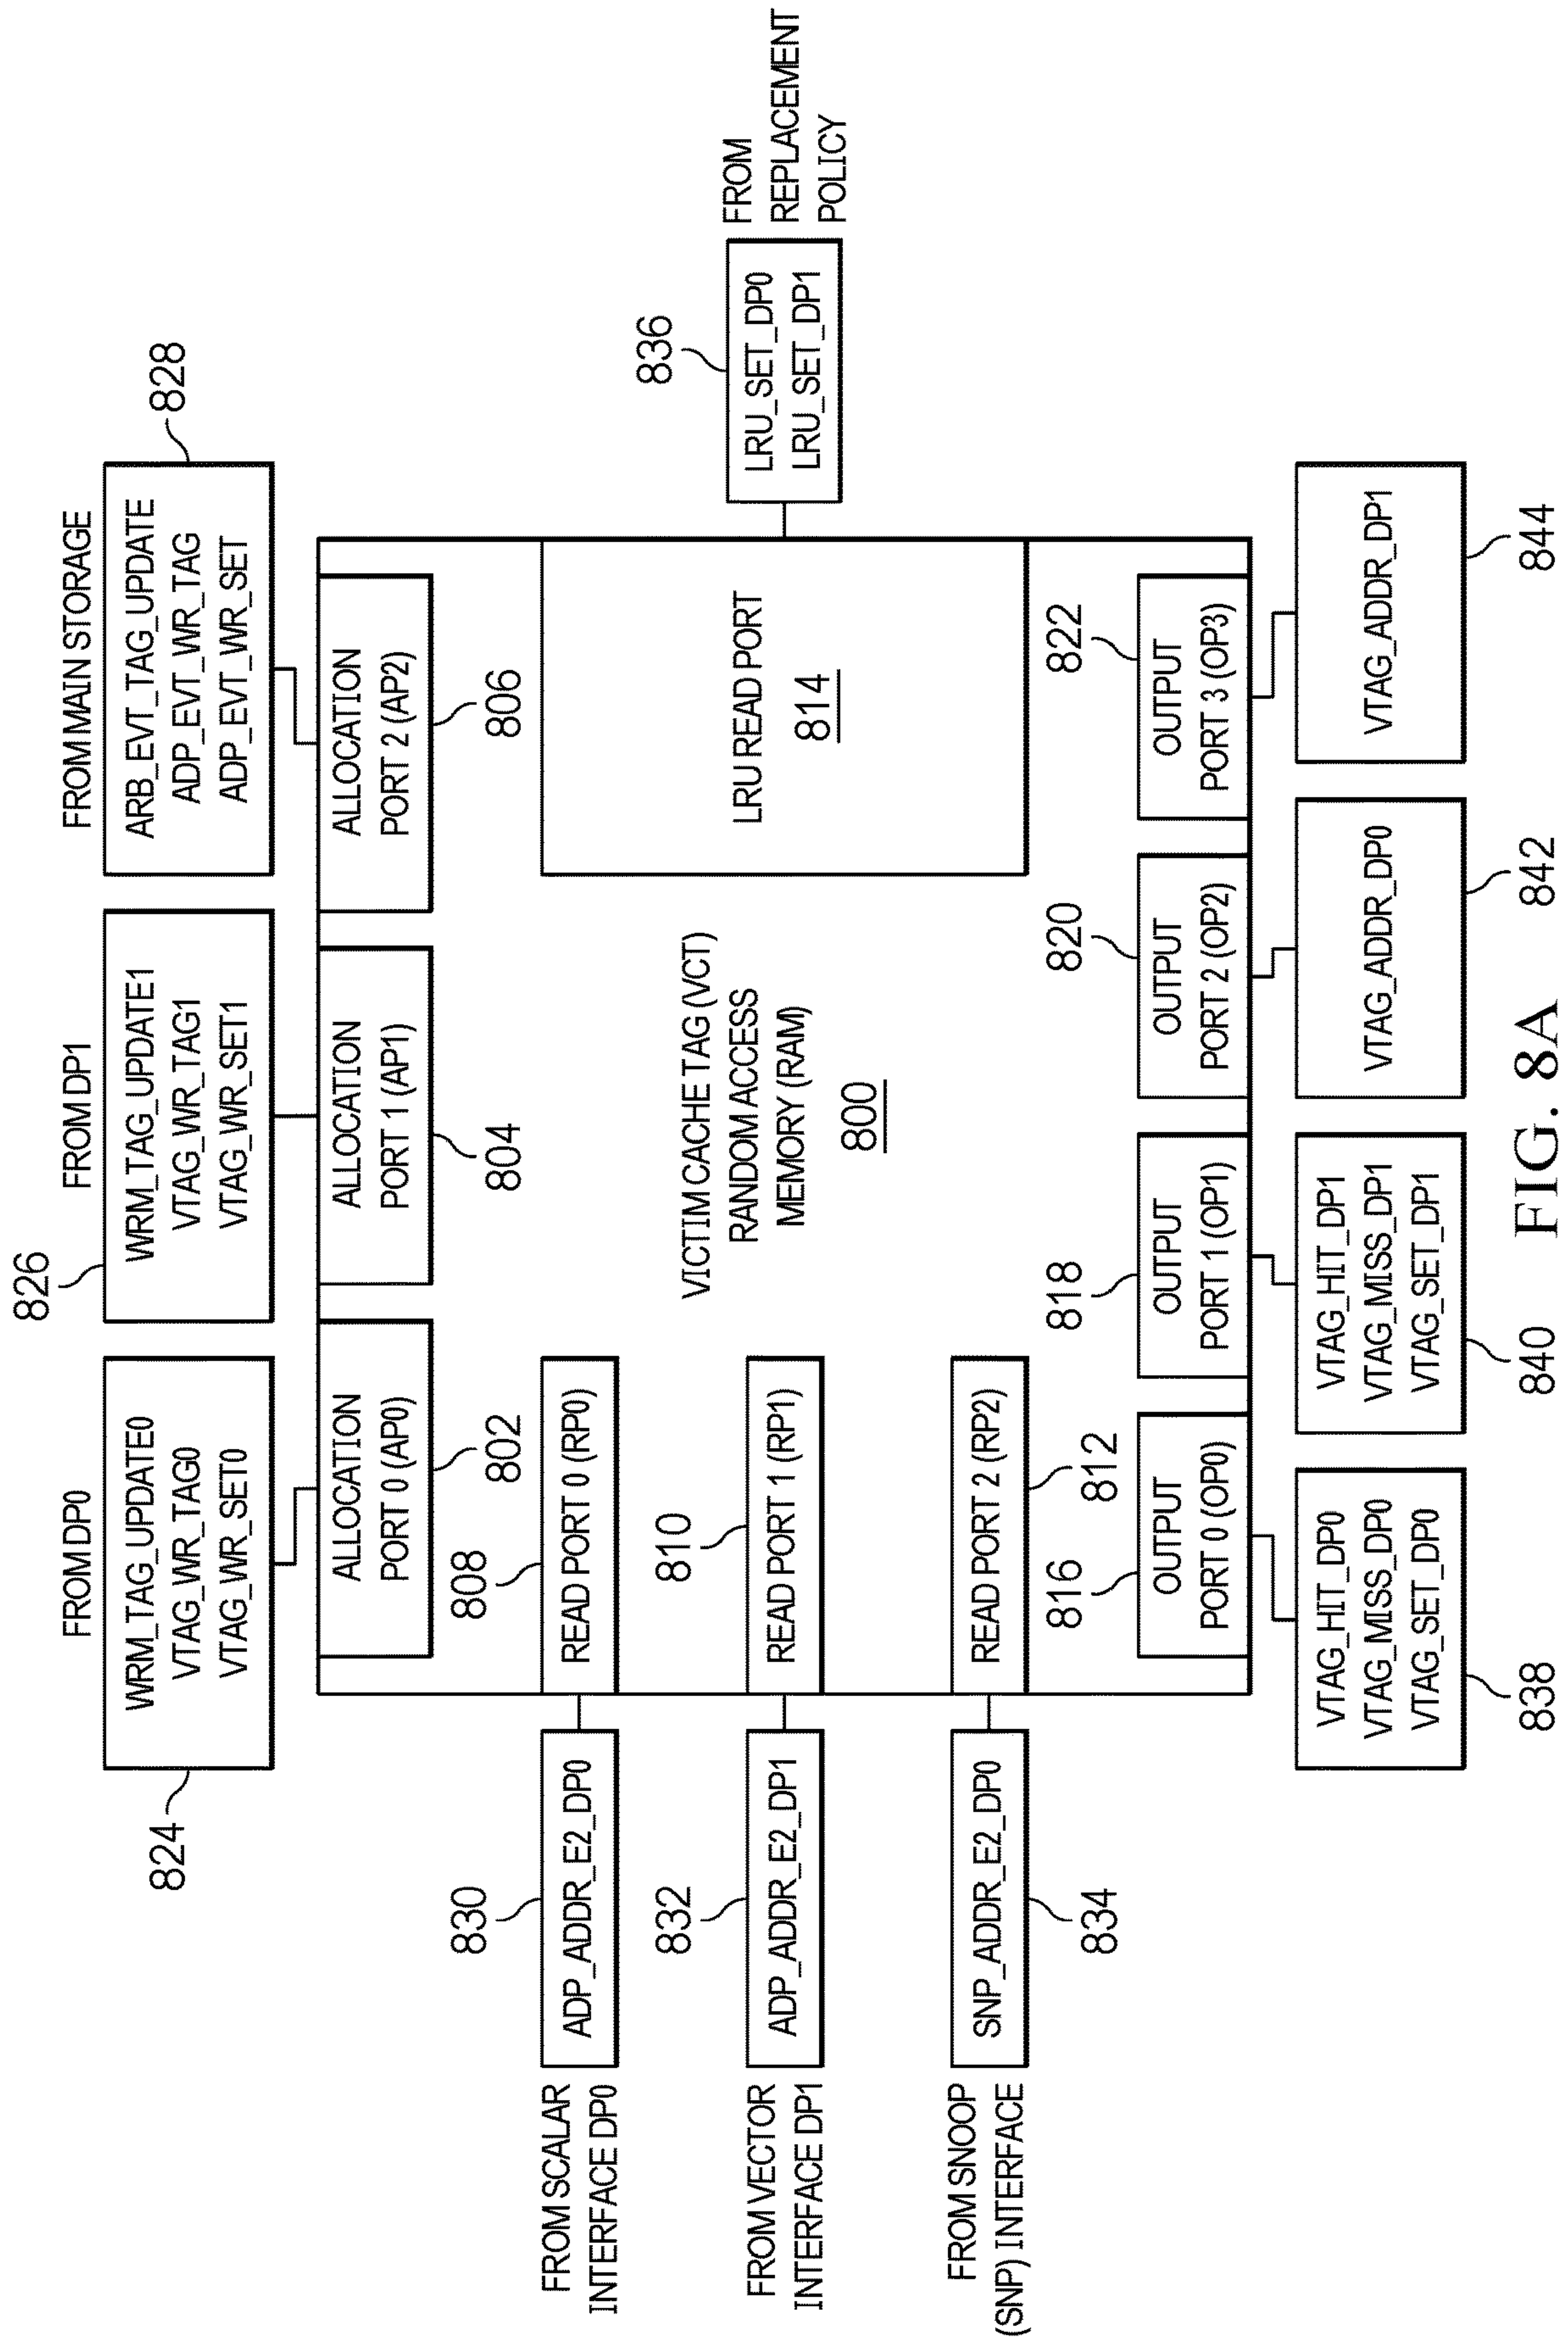 FROM DP0
824
WRM_TAG_UPDATE0
VTAG_WR_TAG0
VTAG_WR_SET0
826
FROM DP1
WRM_TAG_UPDATE1
VTAG_WR_TAG1
VTAG_WR_SET1
FROM MAIN STORAGE
828
ARB_EVT_TAG_UPDATE
ADP_EVT_WR_TAG
ADP_EVT_WR_SET
ALLOCATION
PORT 0 (AP0)
802
ALLOCATION
PORT 1 (AP1)
804
ALLOCATION
PORT 2 (AP2)
806
FROM SCALAR
INTERFACE DP0
830
ADP_ADDR_E2_DP0
808
READ PORT 0 (RP0)
FROM VECTOR
INTERFACE DP1
832
ADP_ADDR_E2_DP1
810
READ PORT 1 (RP1)
FROM SNOOP
(SNP) INTERFACE
SNP_ADDR_E2_DP0
834
READ PORT 2 (RP2)
812
VICTIM CACHE TAG (VCT)
RANDOM ACCESS
MEMORY (RAM)
800
LRU READ PORT
814
836
LRU_SET_DP0
LRU_SET_DP1
FROM
REPLACEMENT
POLICY
816
OUTPUT
PORT 0 (OP0)
818
OUTPUT
PORT 1 (OP1)
820
OUTPUT
PORT 2 (OP2)
822
OUTPUT
PORT 3 (OP3)
VTAG_HIT_DP0
VTAG_MISS_DP0
VTAG_SET_DP0
838
VTAG_HIT_DP1
VTAG_MISS_DP1
VTAG_SET_DP1
840
VTAG_ADDR_DP0
842
VTAG_ADDR_DP1
844
FIG. 8A